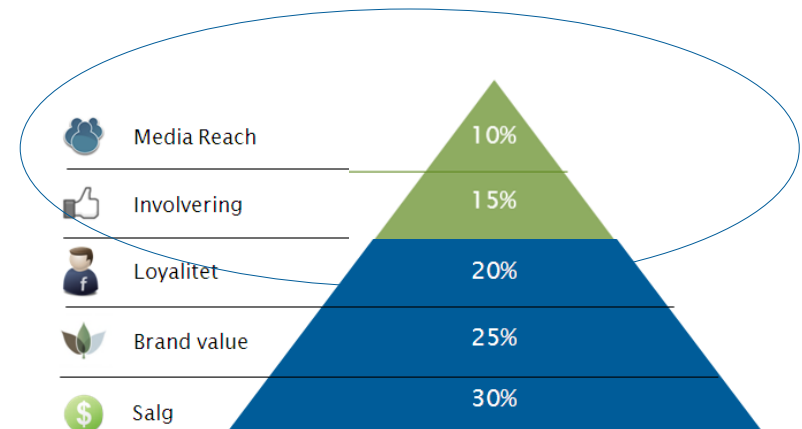 Media Reach 10%
Involvering 15%
Loyalitet 20%
f
Brand value 25%
$ Salg 30%